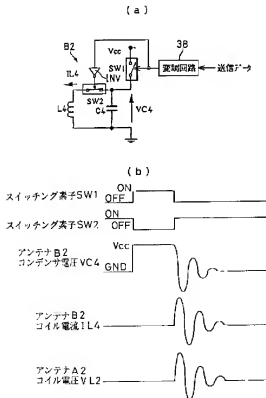 (a)
B2
Vcc
3B
SW1
変調回路
送信データ
IL4
INV
SW2
L4
C4
VC4
(b)
スイッチング素子SW1
ON
OFF
スイッチング素子SW2
ON
OFF
アンテナB2
コンデンサ電圧VC4
Vcc
GND
アンテナB2
コイル電流IL4
アンテナA2
コイル電圧VL2